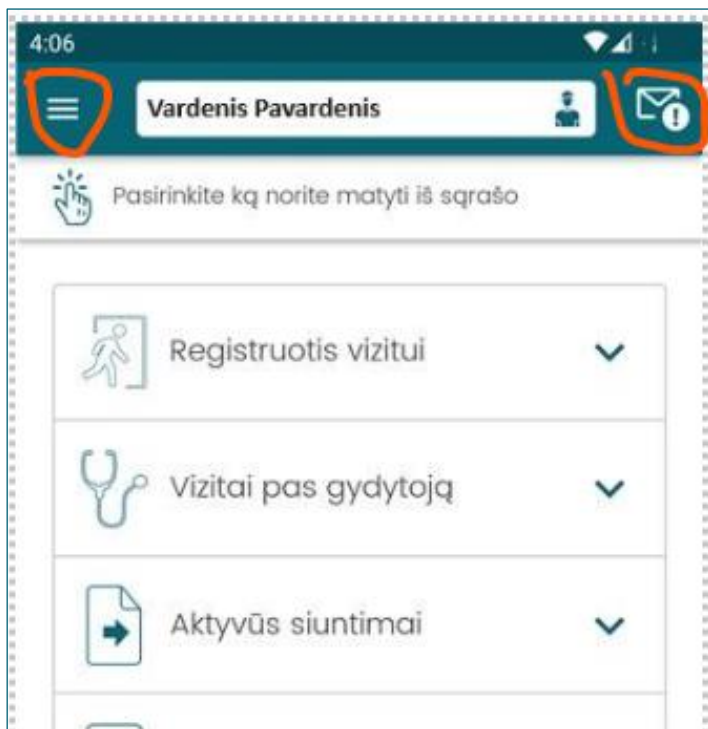 4:06
Vardenis Pavardenis
Pasirinkite ką norite matyti iš sąrašo
Registruotis vizitui
Vizitai pas gydytoją
Aktyvūs siuntimai